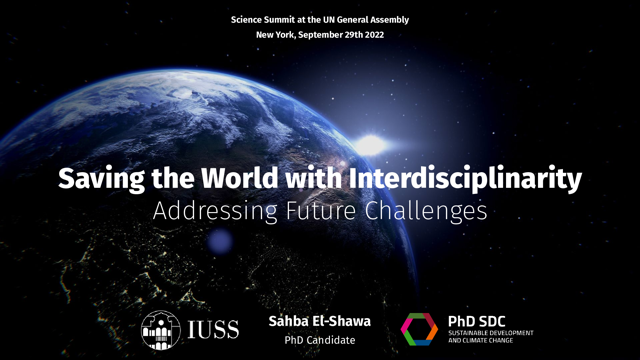 Science Summit at the UN General Assembly
New York, September 29th 2022
Saving the World with Interdisciplinarity
Addressing Future Challenges
IUSS
Sahba El-Shawa
PhD Candidate
PhD SDC
SUSTAINABLE DEVELOPMENT
AND CLIMATE CHANGE